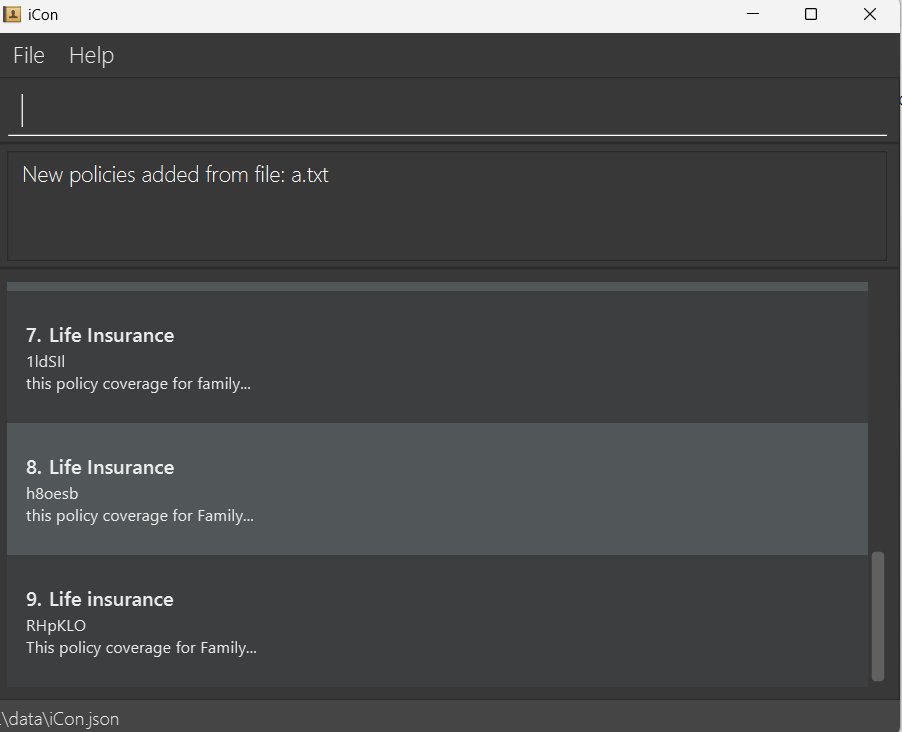 iCon
File Help
New policies added from file: a.txt
7. Life Insurance
1ldSIl
this policy coverage for family...
8. Life Insurance
h8oesb
this policy coverage for Family...
9. Life insurance
RHpKLO
This policy coverage for Family...
.\data\iCon.json